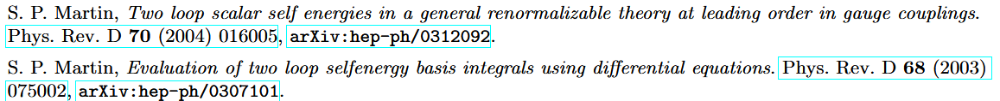 S. P. Martin, Two loop scalar self energies in a general renormalizable theory at leading order in gauge couplings.
Phys. Rev. D 70 (2004) 016005, arXiv:hep-ph/0312092.
S. P. Martin, Evaluation of two loop selfenergy basis integrals using differential equations. Phys. Rev. D 68 (2003)
075002, arXiv:hep-ph/0307101.